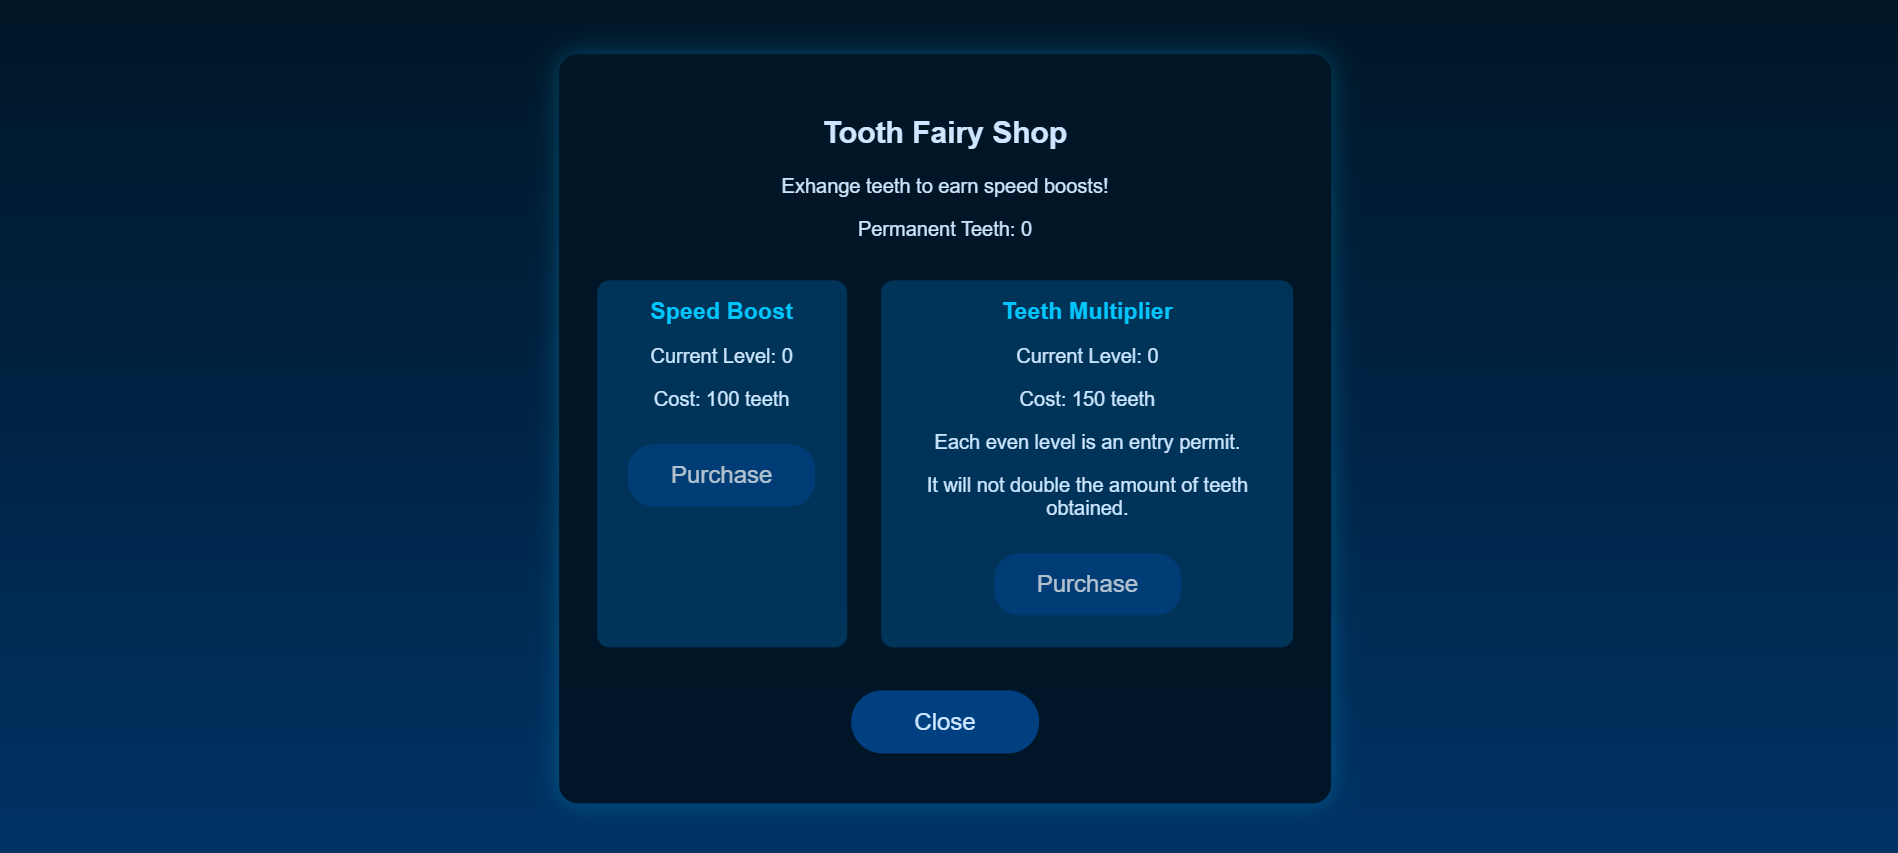 Tooth Fairy Shop
Exhange teeth to earn speed boosts!
Permanent Teeth: 0
Speed Boost
Current Level: 0
Cost: 100 teeth
Purchase
Teeth Multiplier
Current Level: 0
Cost: 150 teeth
Each even level is an entry permit.
It will not double the amount of teeth
obtained.
Purchase
Close